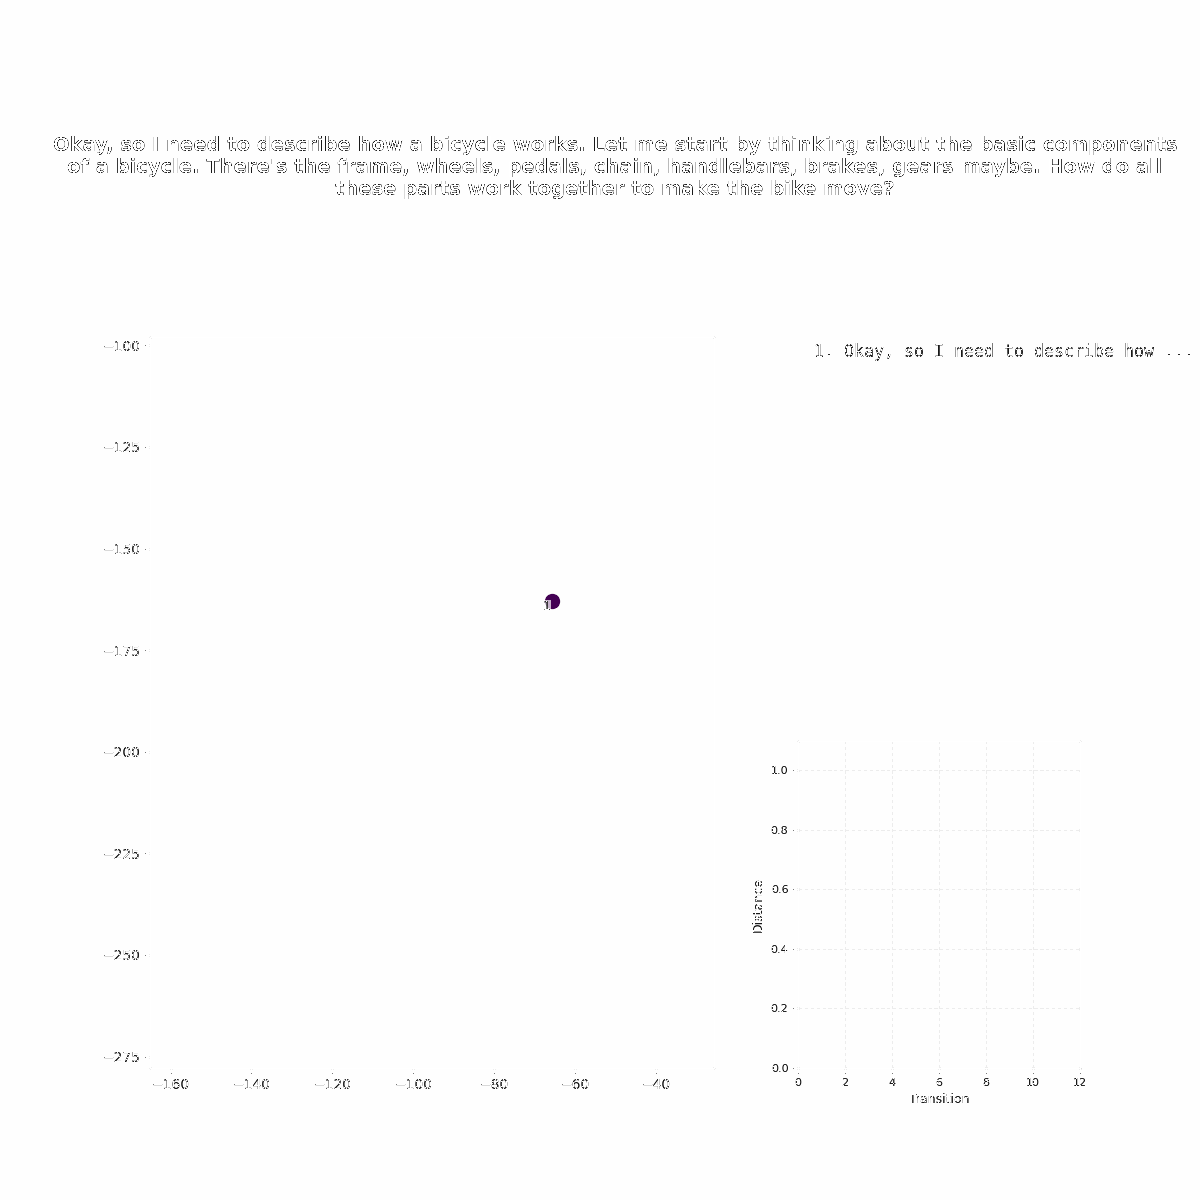 Okay, so I need to describe how a bicycle works. Let me start by thinking about the basic components
of a bicycle. There's the frame, wheels, pedals, chain, handlebars, brakes, gears maybe. How do all
these parts work together to make the bike move?
1. Okay, so I need to describe how ...
−100
−125
−150
1
−175
−200
−225
−250
−275
−160 −140 −120 −100 −80 −60 −40
1.0
0.8
0.6
0.4
0.2
0.0
Distance
0 2 4 6 8 10 12
Transition